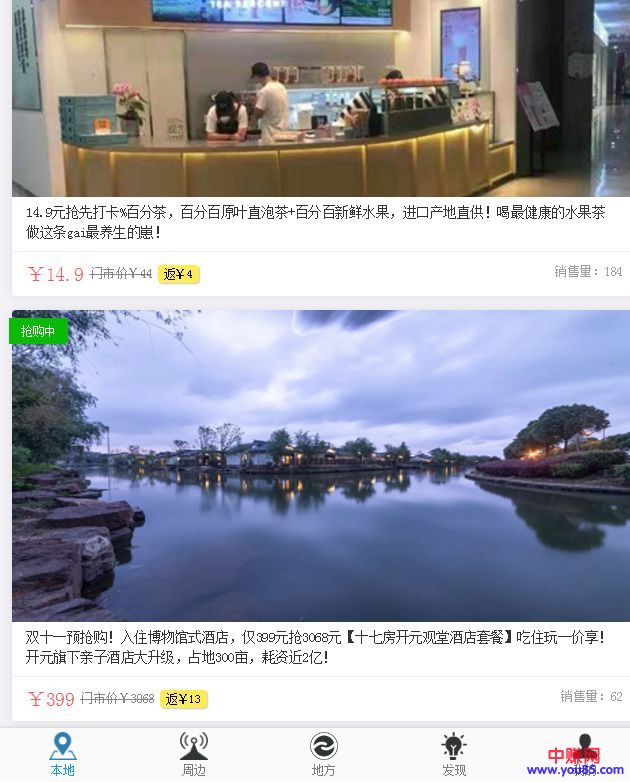 TEA PERCENT
14.9元抢先打卡%百分茶，百分百原叶直泡茶+百分百新鲜水果，进口产地直供！喝最健康的水果茶
做这条gai最养生的崽！
￥14.9 门市价￥44 返￥4 销售量：184
抢购中
双十一预抢购！入住博物馆式酒店，仅399元抢3068元【十七房开元观堂酒店套餐】吃住玩一价享！
开元旗下亲子酒店大升级，占地300亩，耗资近2亿！
￥399 门市价￥3068 返￥13 销售量：62
本地 周边 地方 发现
中赚网
www.you85.com